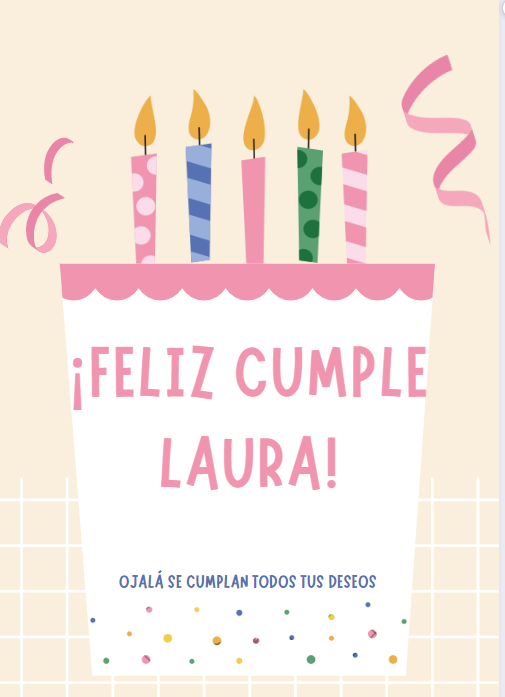 ¡FELIZ CUMPLE
LAURA!
OJALÁ SE CUMPLAN TODOS TUS DESEOS